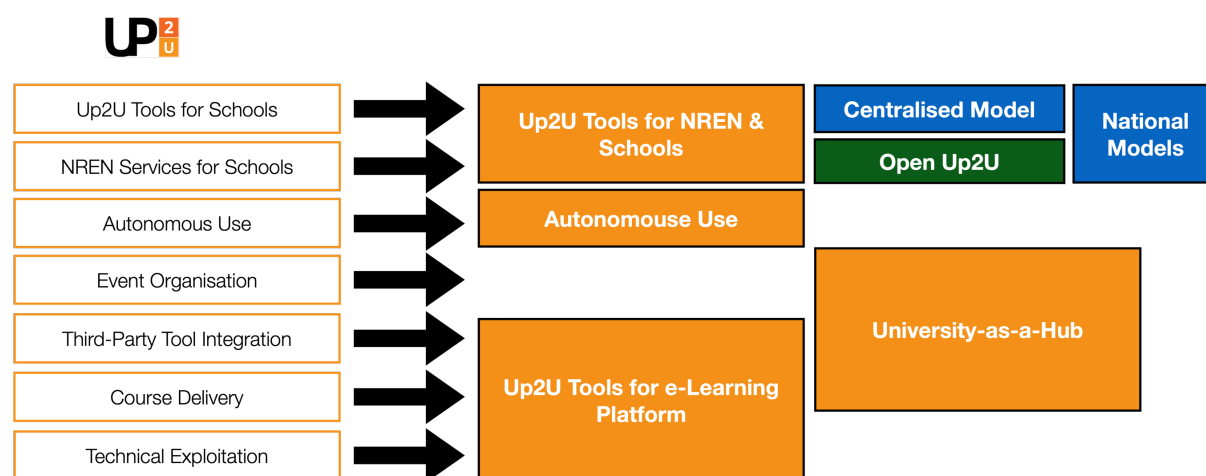 UP2U
Up2U Tools for Schools
NREN Services for Schools
Autonomous Use
Event Organisation
Third-Party Tool Integration
Course Delivery
Technical Exploitation
Up2U Tools for NREN &
Schools
Autonomouse Use
Up2U Tools for e-Learning
Platform
Centralised Model
Open Up2U
National
Models
University-as-a-Hub